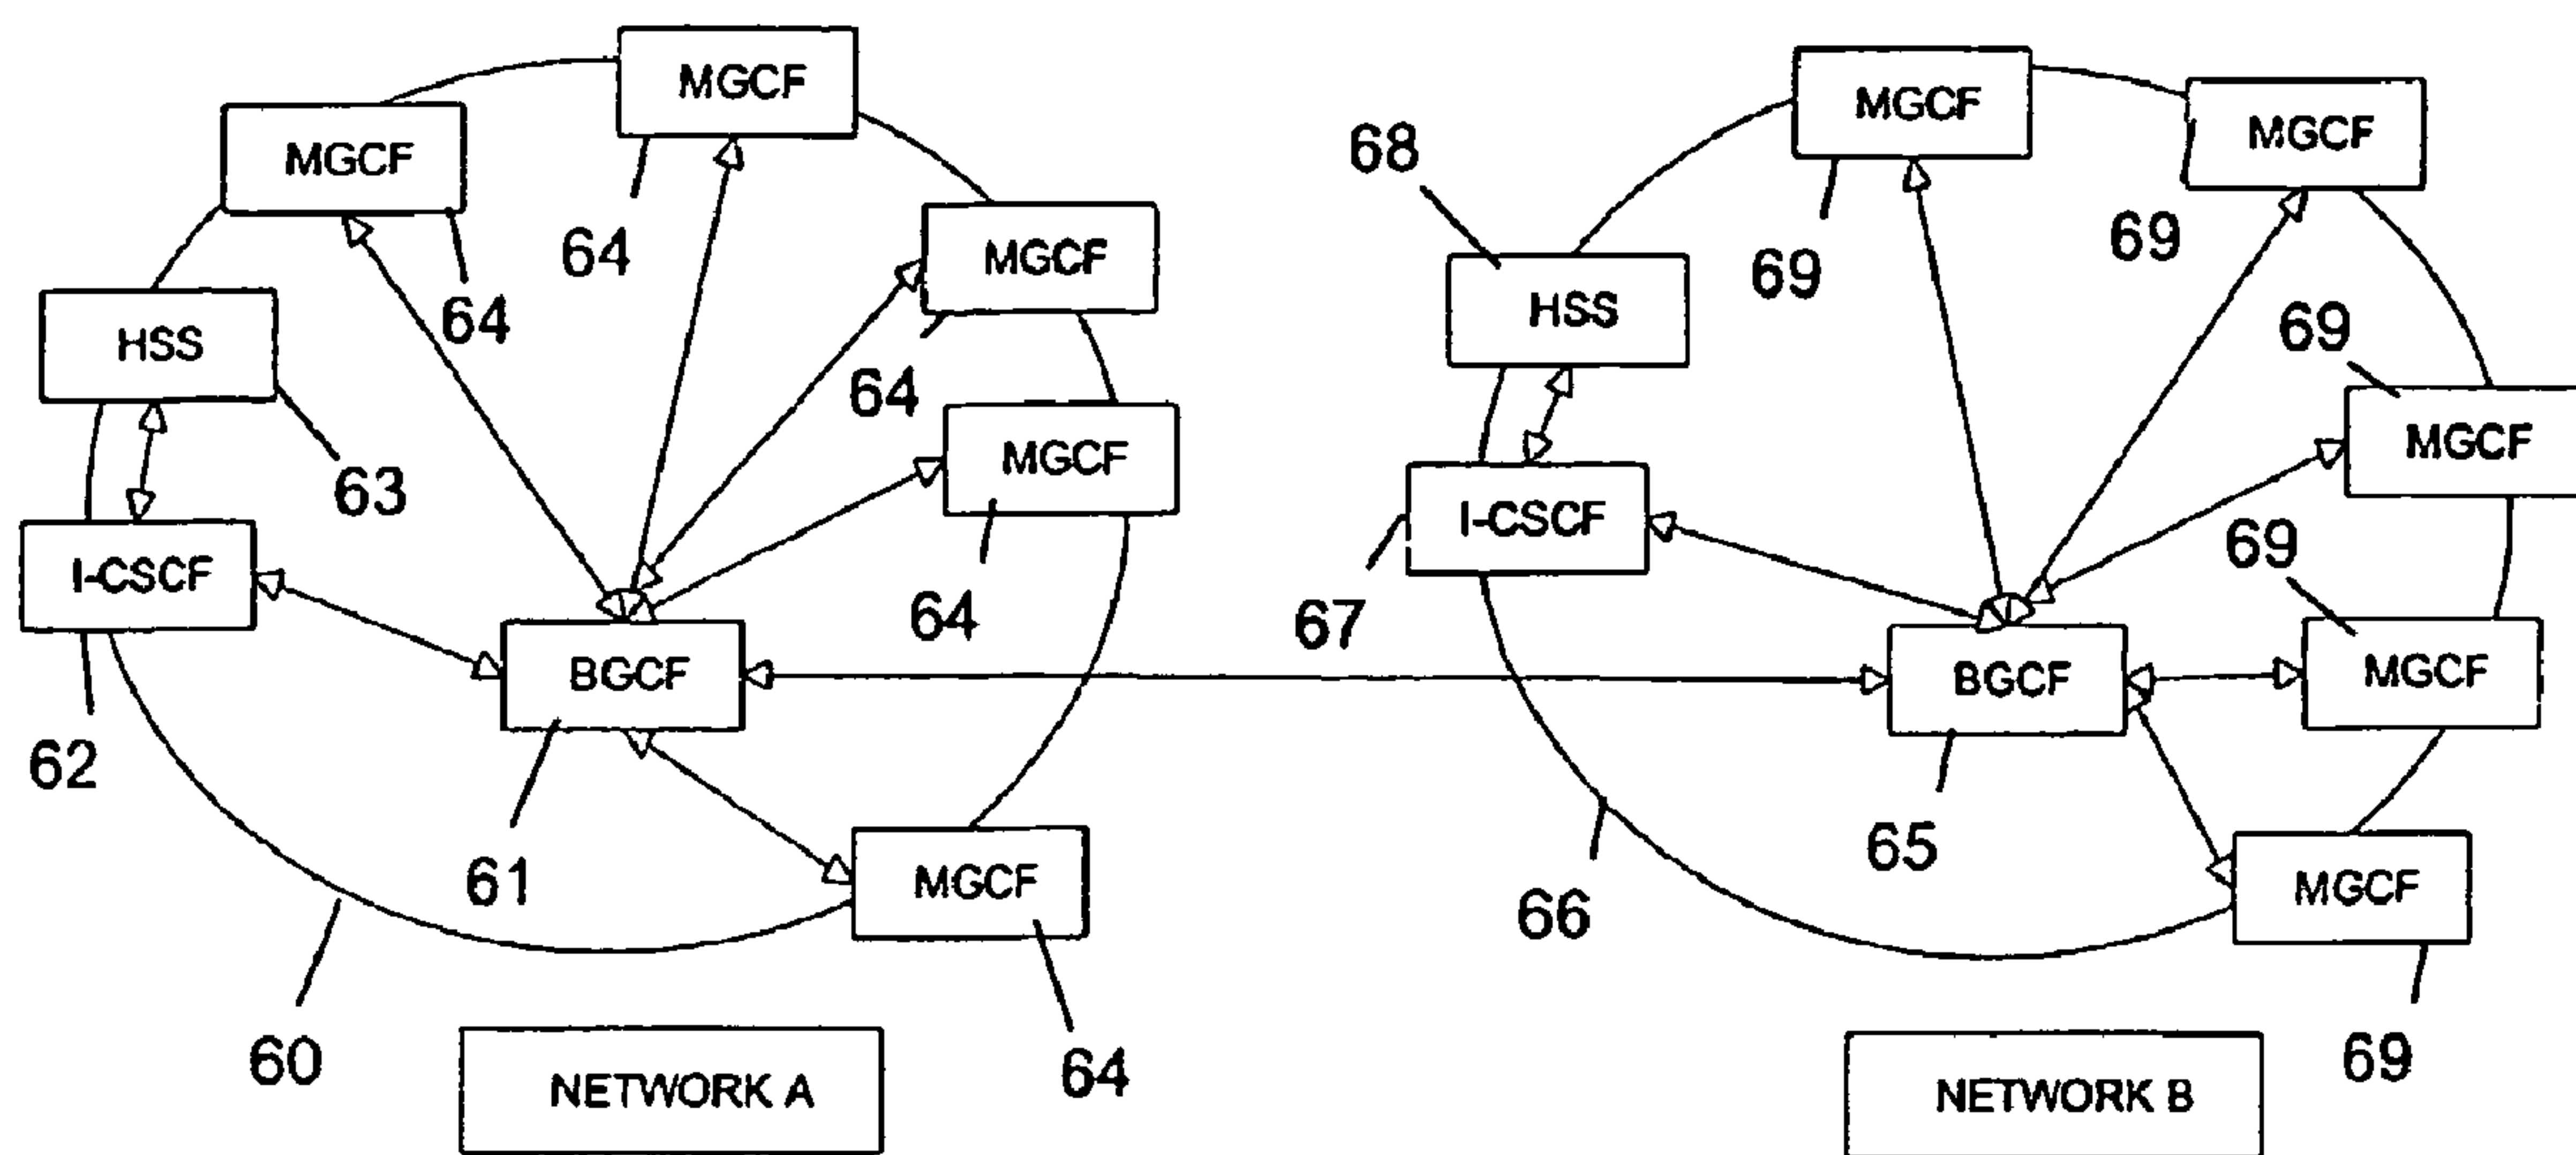 MGCF
MGCF
64
64
MGCF
64
HSS
63
MGCF
64
I-CSCF
62
BGCF
61
MGCF
64
60
NETWORK A
68
MGCF
69
MGCF
69
HSS
69
MGCF
I-CSCF
67
69
MGCF
BGCF
65
66
MGCF
69
NETWORK B